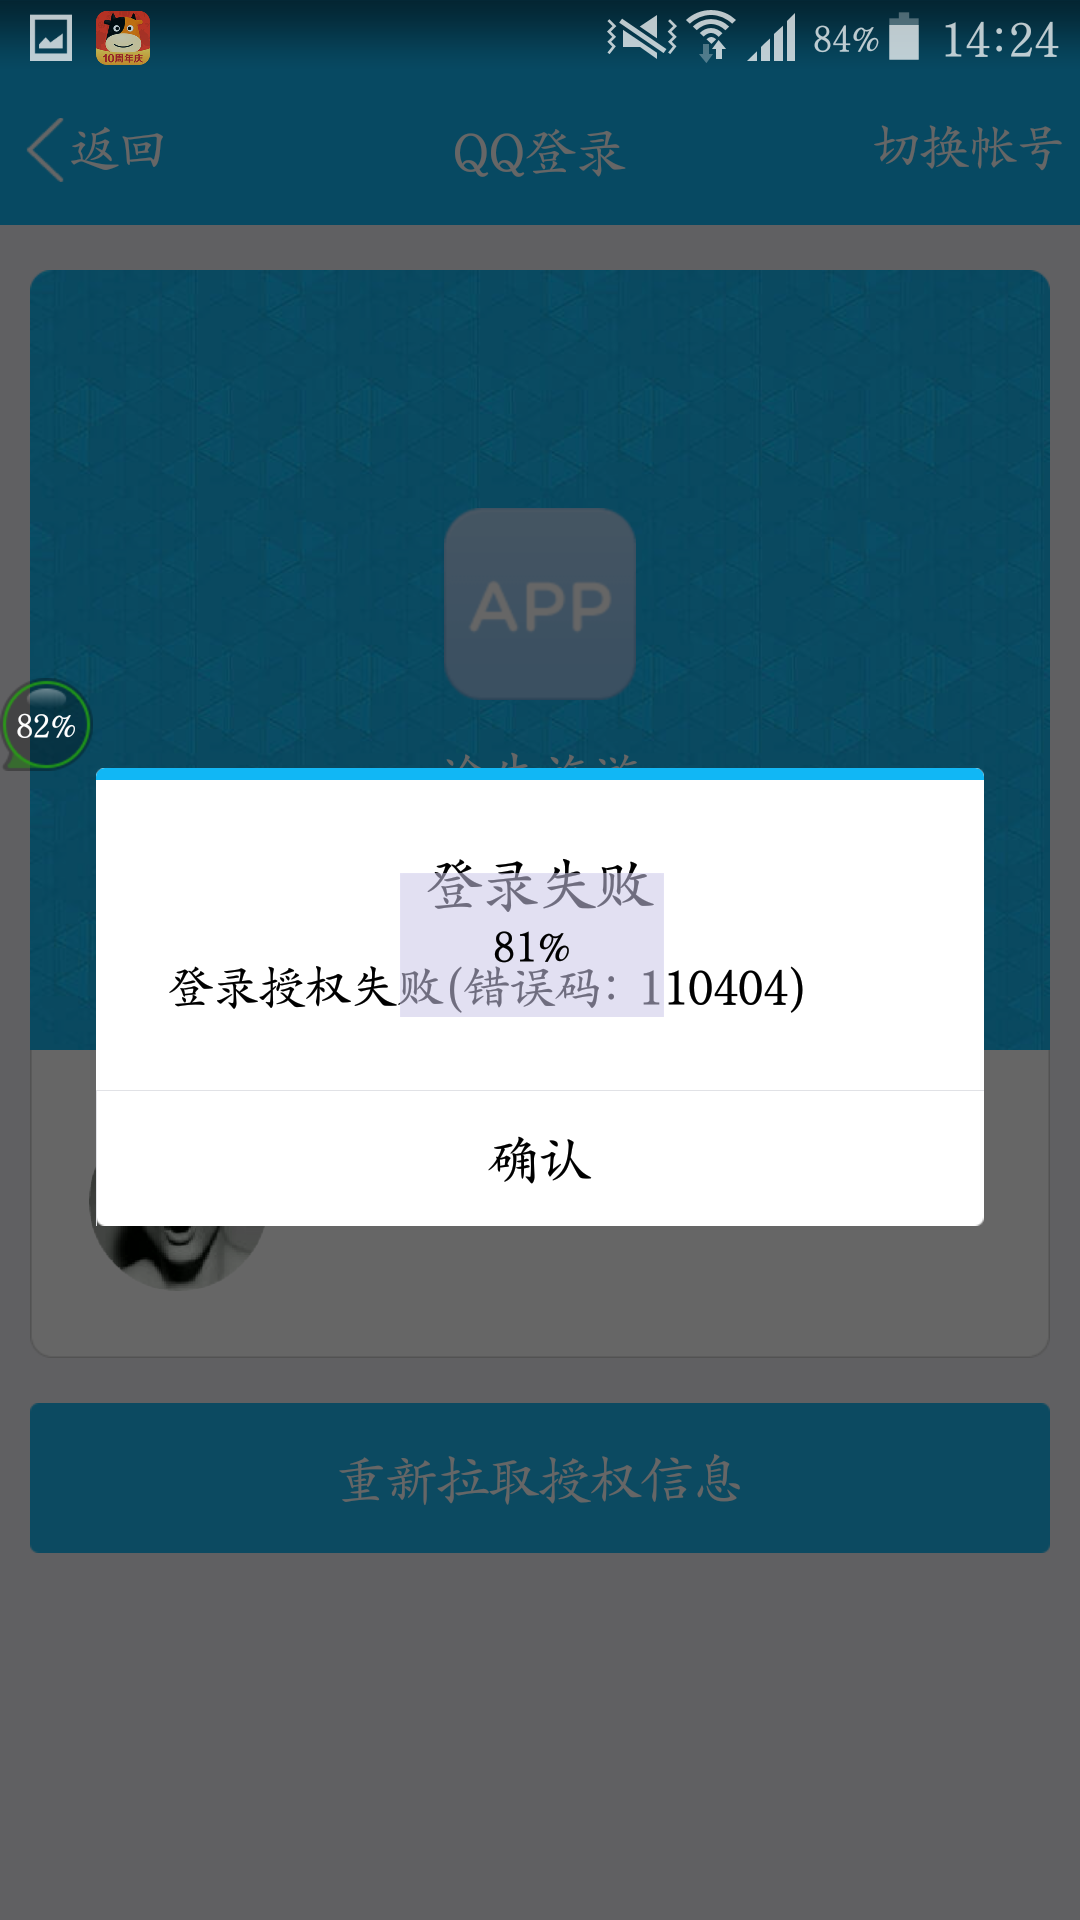 10周年庆
84% 14:24
返回 QQ登录 切换帐号
APP
82%
登录失败
81%
登录授权失败(错误码：110404)
确认
重新拉取授权信息